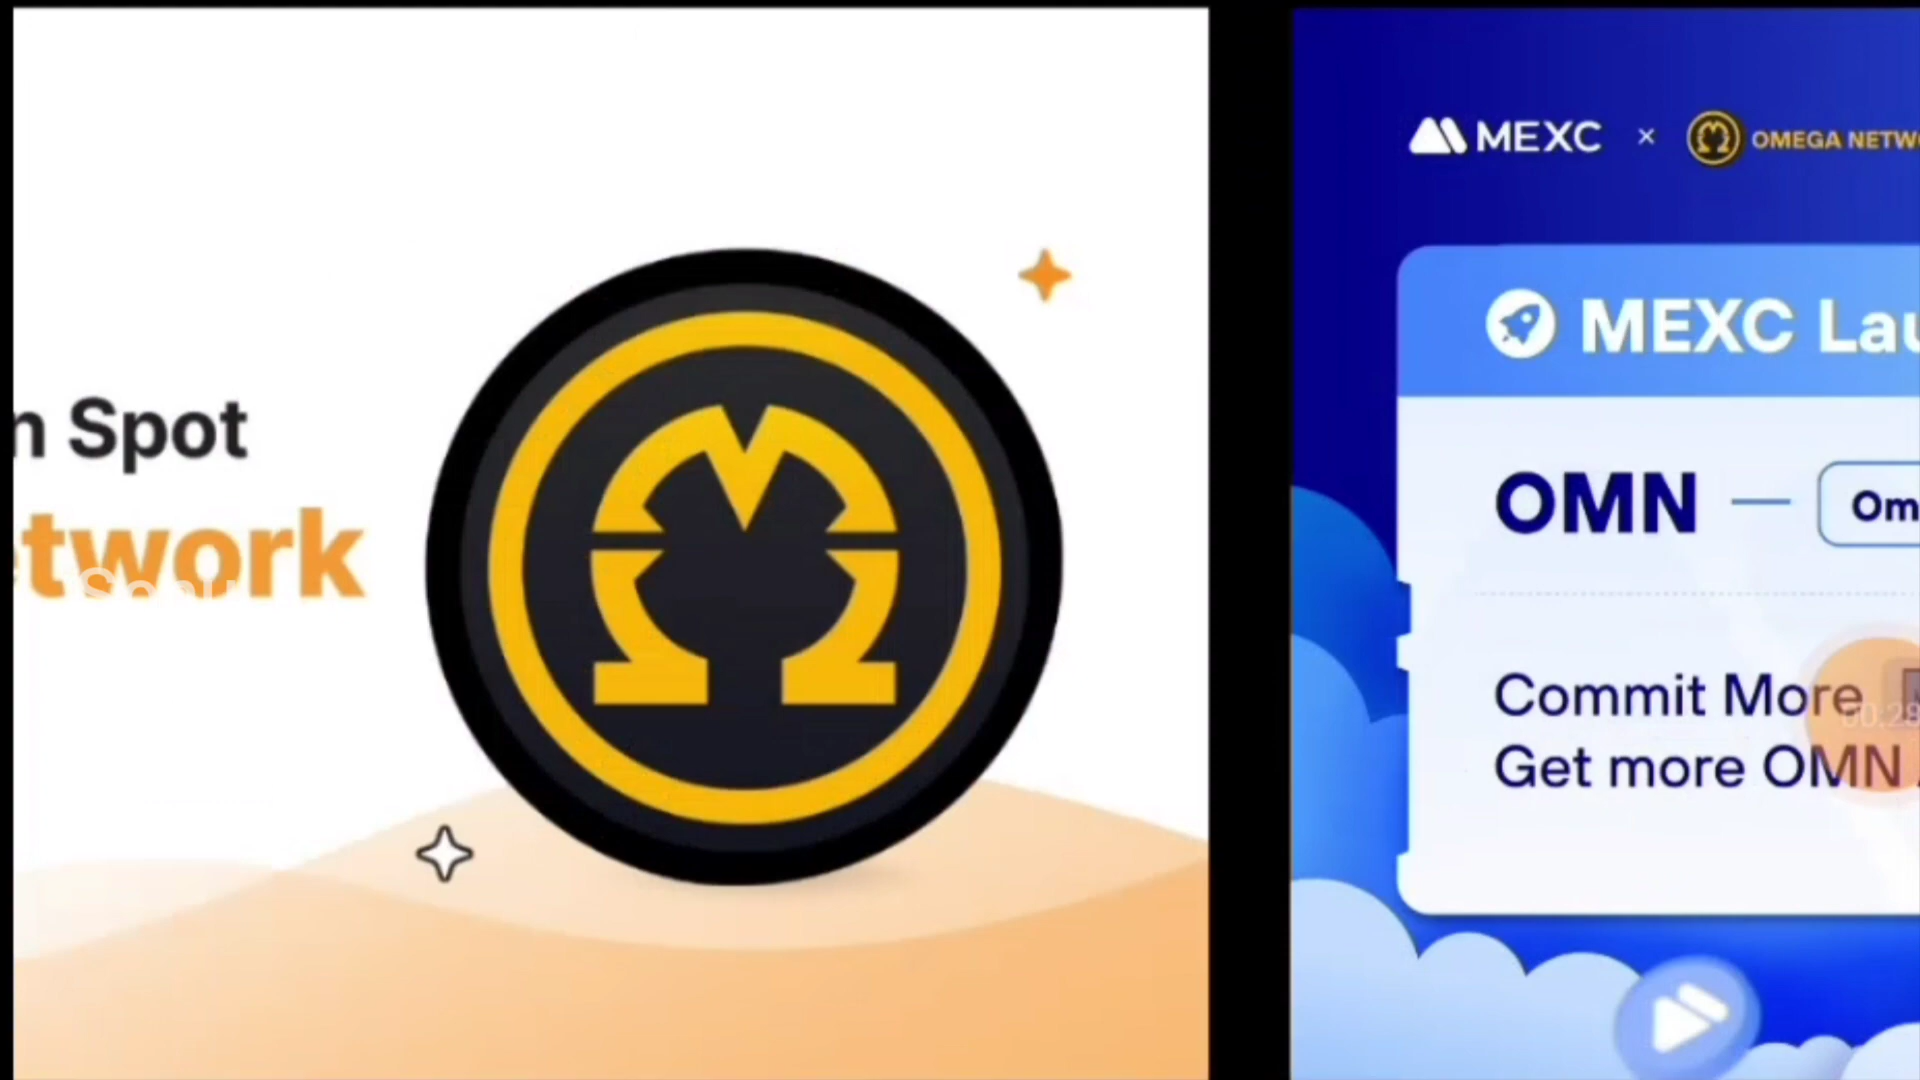 n Spot
twork
MEXC × OMEGA NETW
MEXC Lau
OMN — Om
Commit More
Get more OMN